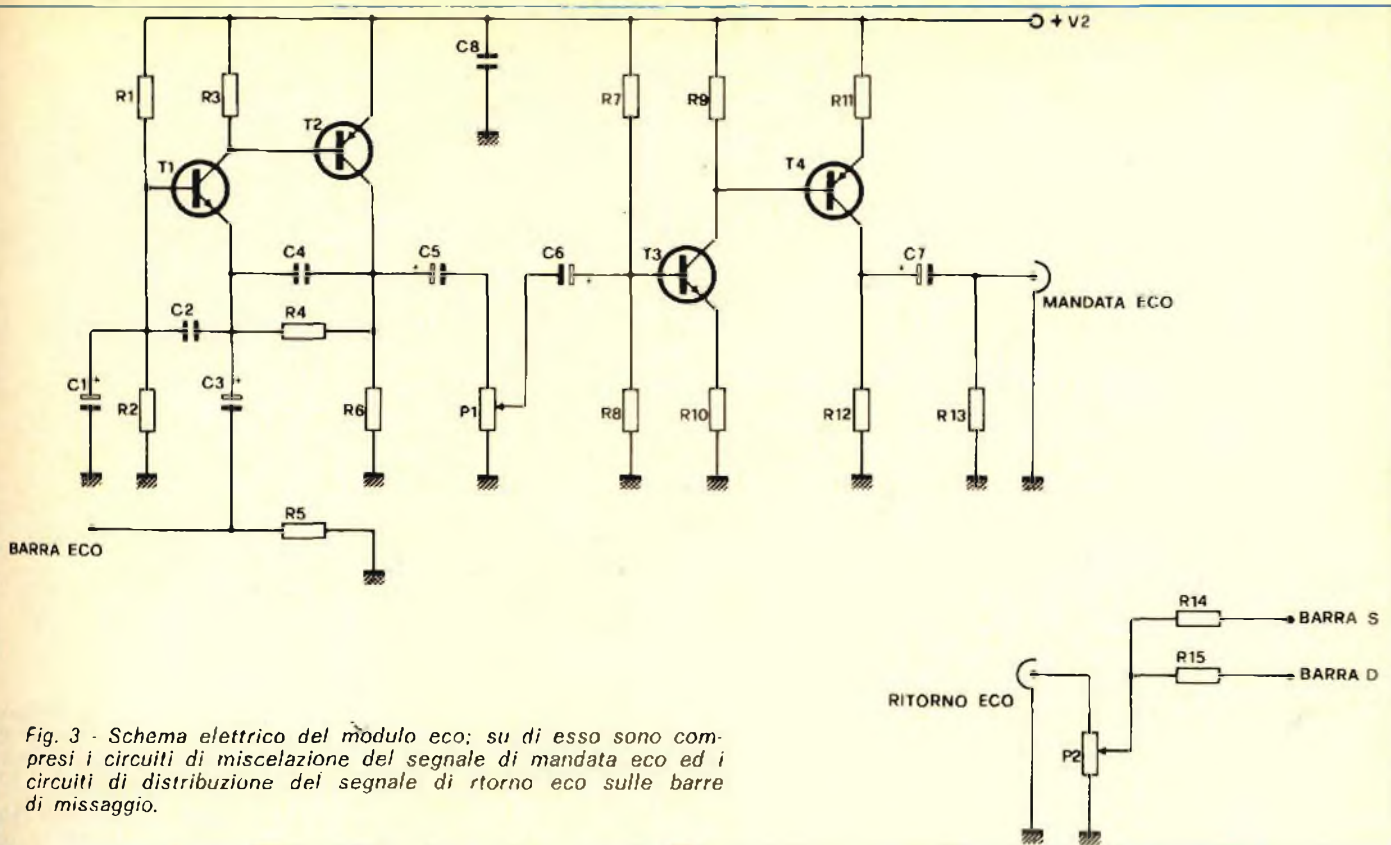 + V2
C8
R1
R3
R7
R9
R11
T2
T1
T4
C4
C5
C6
T3
C7
MANDATA ECO
C2
R4
C1 +
C3
R2
R6
P1
R8
R10
R12
R13
R5
BARRA ECO
R14
BARRA S
R15
BARRA D
RITORNO ECO
P2
Fig. 3 - Schema elettrico del modulo eco; su di esso sono com-
presi i circuiti di miscelazione del segnale di mandata eco ed i
circuiti di distribuzione del segnale di rtorno eco sulle barre
di missaggio.